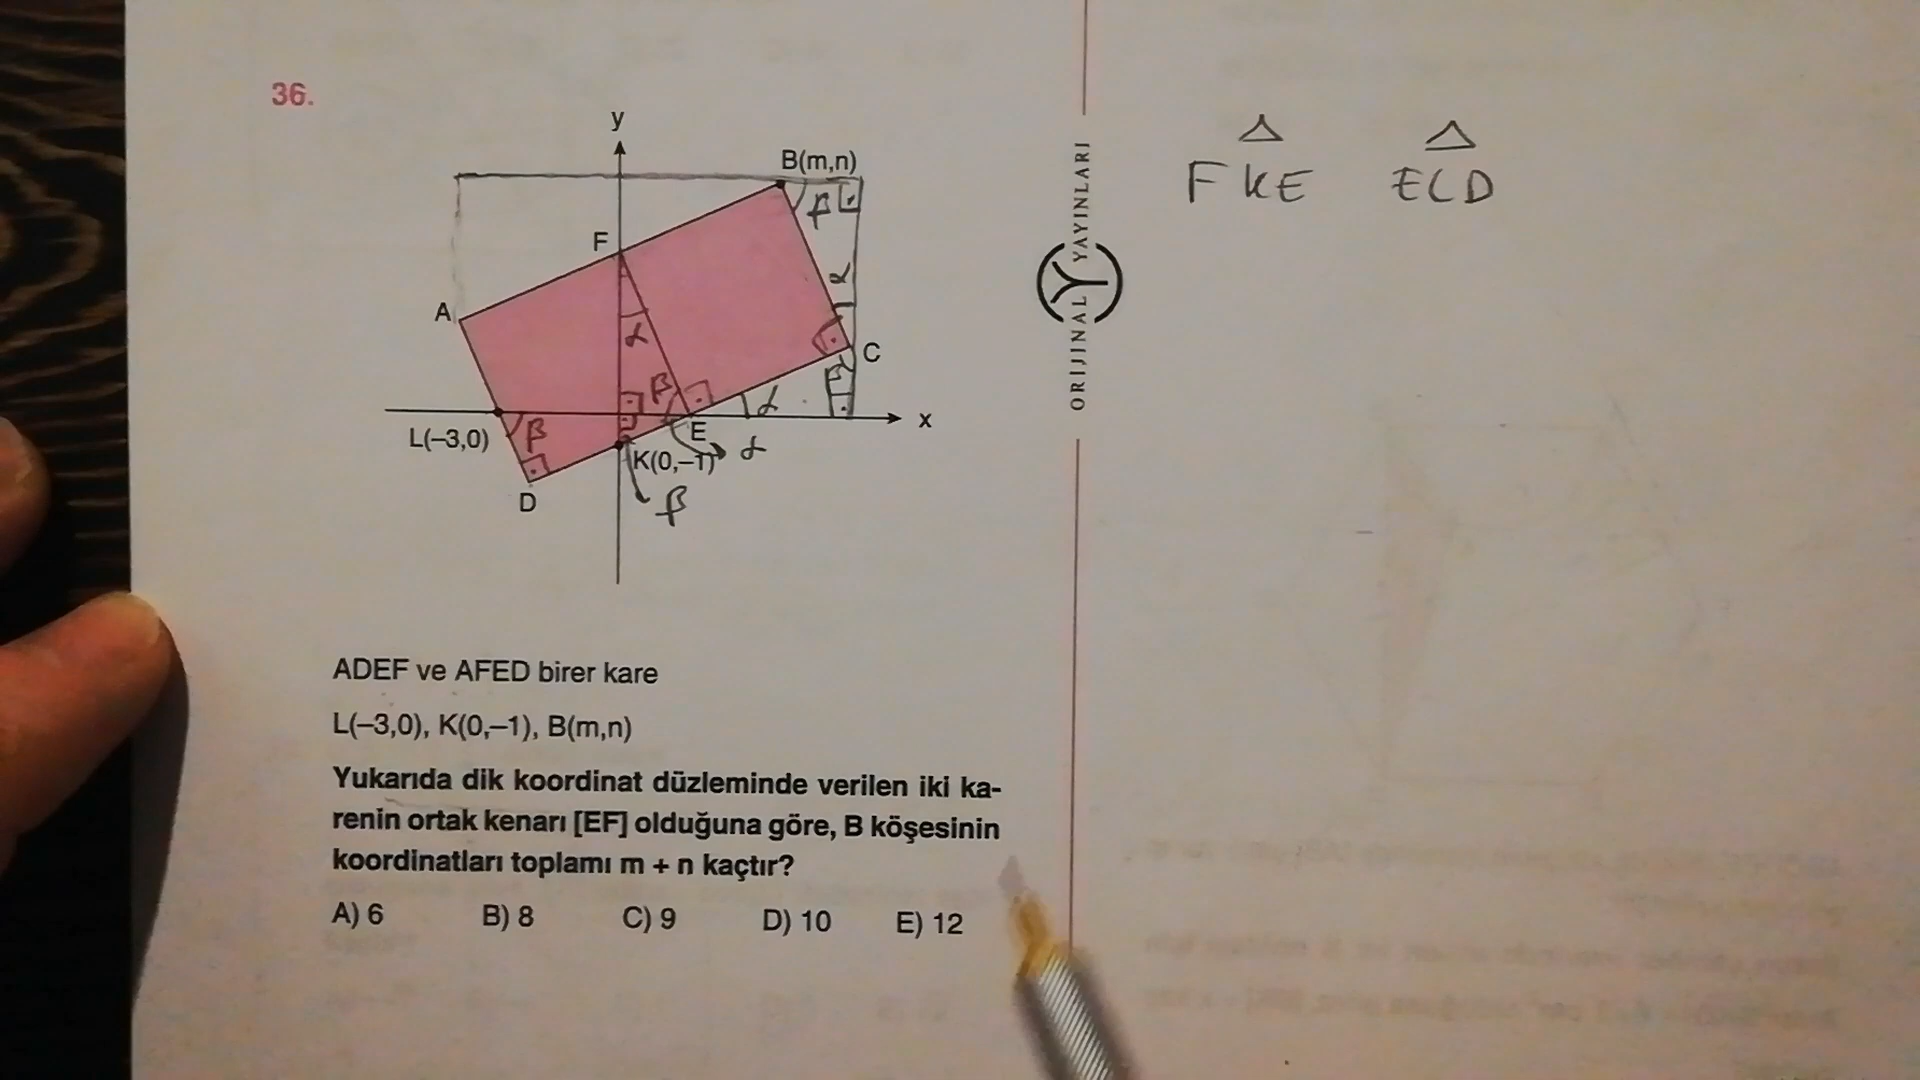 36.
y
B(m,n)
β
F
α
A
α
β
C
β
α
x
L(−3,0)
β
E
α
K(0,−1)
D
β
FKE ECD
ORİJİNAL YAYINLARI
ADEF ve AFED birer kare
L(−3,0), K(0,−1), B(m,n)
Yukarıda dik koordinat düzleminde verilen iki ka-
renin ortak kenarı [EF] olduğuna göre, B köşesinin
koordinatları toplamı m + n kaçtır?
A) 6 B) 8 C) 9 D) 10 E) 12